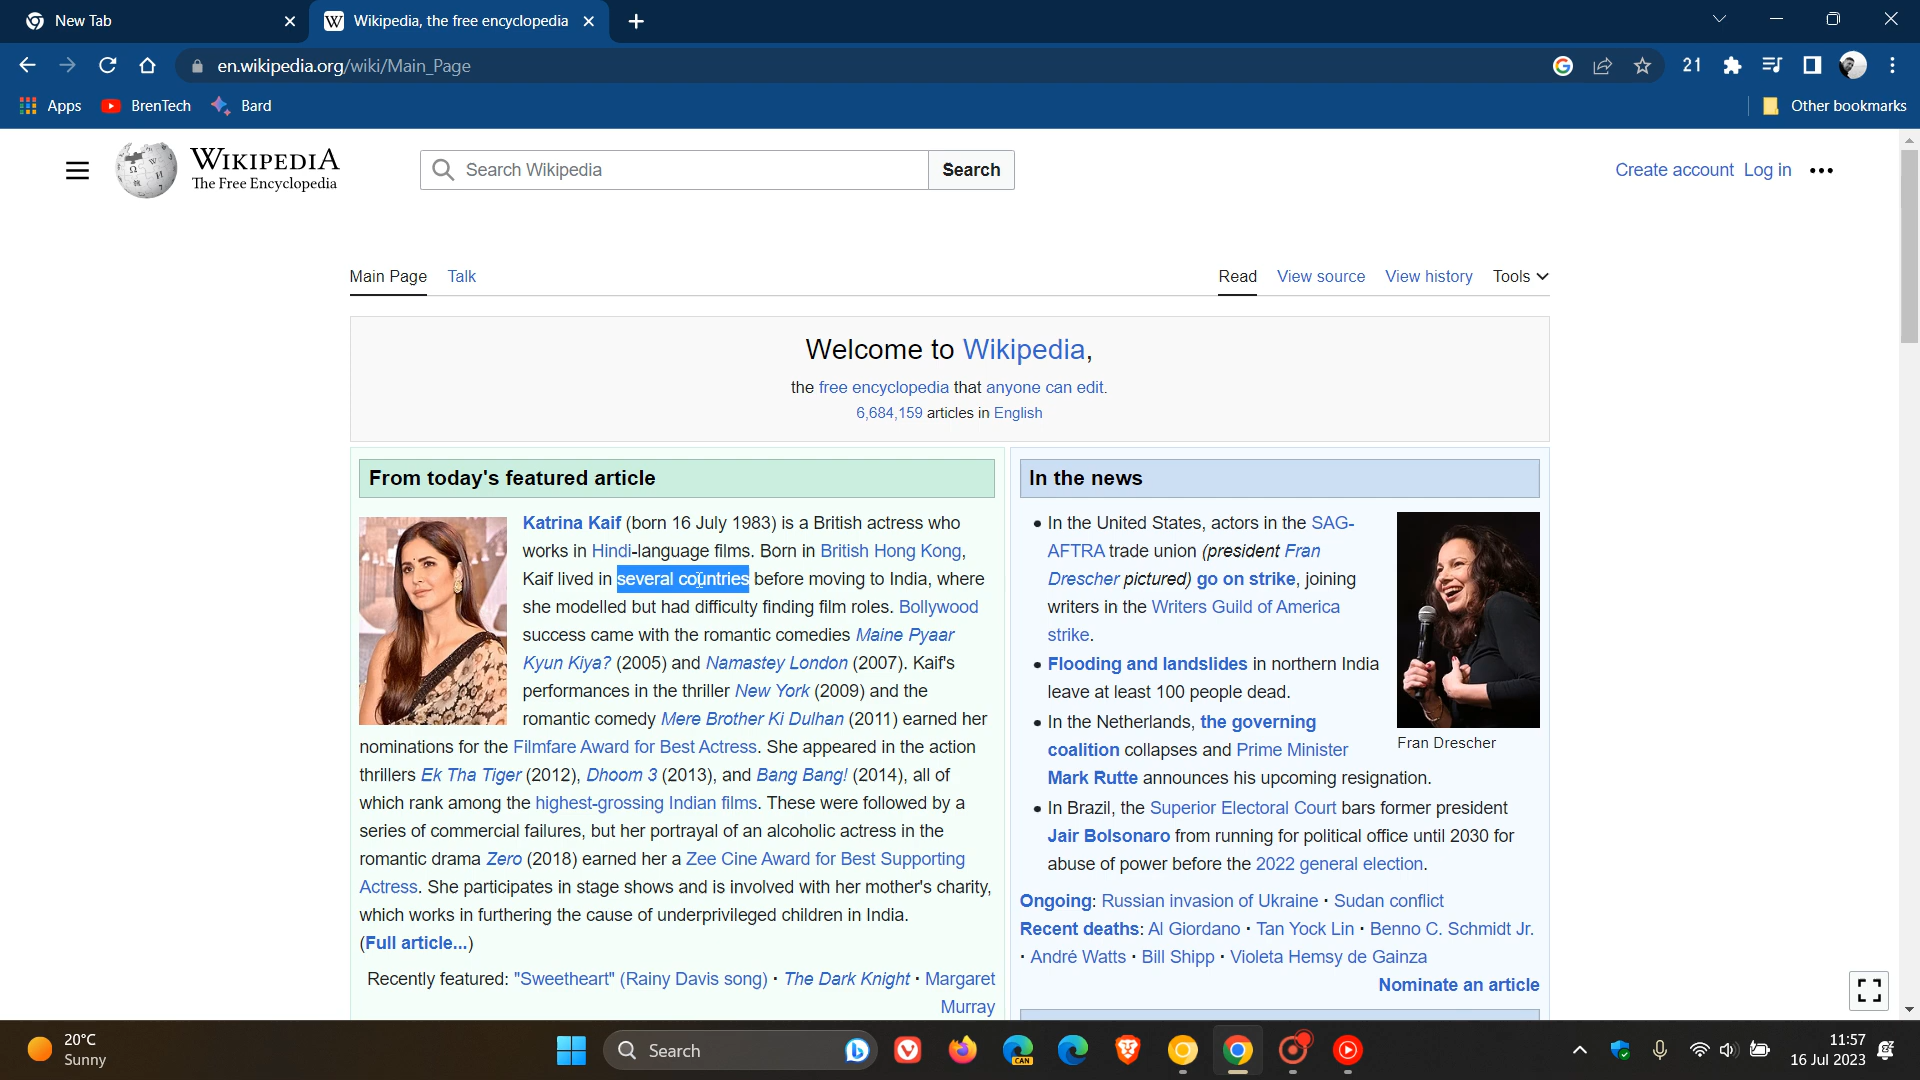 New Tab
Wikipedia, the free encyclopedia
en.wikipedia.org/wiki/Main_Page
21
Apps
BrenTech
Bard
Other bookmarks
WIKIPEDIA
The Free Encyclopedia
Search Wikipedia
Search
Create account
Log in
Main Page
Talk
Read
View source
View history
Tools
Welcome to Wikipedia,
the free encyclopedia that anyone can edit.
6,684,159 articles in English
From today's featured article
Katrina Kaif (born 16 July 1983) is a British actress who
works in Hindi-language films. Born in British Hong Kong,
Kaif lived in several countries before moving to India, where
she modelled but had difficulty finding film roles. Bollywood
success came with the romantic comedies Maine Pyaar
Kyun Kiya? (2005) and Namastey London (2007). Kaif's
performances in the thriller New York (2009) and the
romantic comedy Mere Brother Ki Dulhan (2011) earned her
nominations for the Filmfare Award for Best Actress. She appeared in the action
thrillers Ek Tha Tiger (2012), Dhoom 3 (2013), and Bang Bang! (2014), all of
which rank among the highest-grossing Indian films. These were followed by a
series of commercial failures, but her portrayal of an alcoholic actress in the
romantic drama Zero (2018) earned her a Zee Cine Award for Best Supporting
Actress. She participates in stage shows and is involved with her mother's charity,
which works in furthering the cause of underprivileged children in India.
(Full article...)
Recently featured: "Sweetheart" (Rainy Davis song) · The Dark Knight · Margaret
Murray
In the news
• In the United States, actors in the SAG-
AFTRA trade union (president Fran
Drescher pictured) go on strike, joining
writers in the Writers Guild of America
strike.
• Flooding and landslides in northern India
leave at least 100 people dead.
• In the Netherlands, the governing
coalition collapses and Prime Minister
Mark Rutte announces his upcoming resignation.
Fran Drescher
• In Brazil, the Superior Electoral Court bars former president
Jair Bolsonaro from running for political office until 2030 for
abuse of power before the 2022 general election.
Ongoing: Russian invasion of Ukraine · Sudan conflict
Recent deaths: Al Giordano · Tan Yock Lin · Benno C. Schmidt Jr.
· André Watts · Bill Shipp · Violeta Hemsy de Gainza
Nominate an article
20°C
Sunny
Search
CAN
11:57
16 Jul 2023